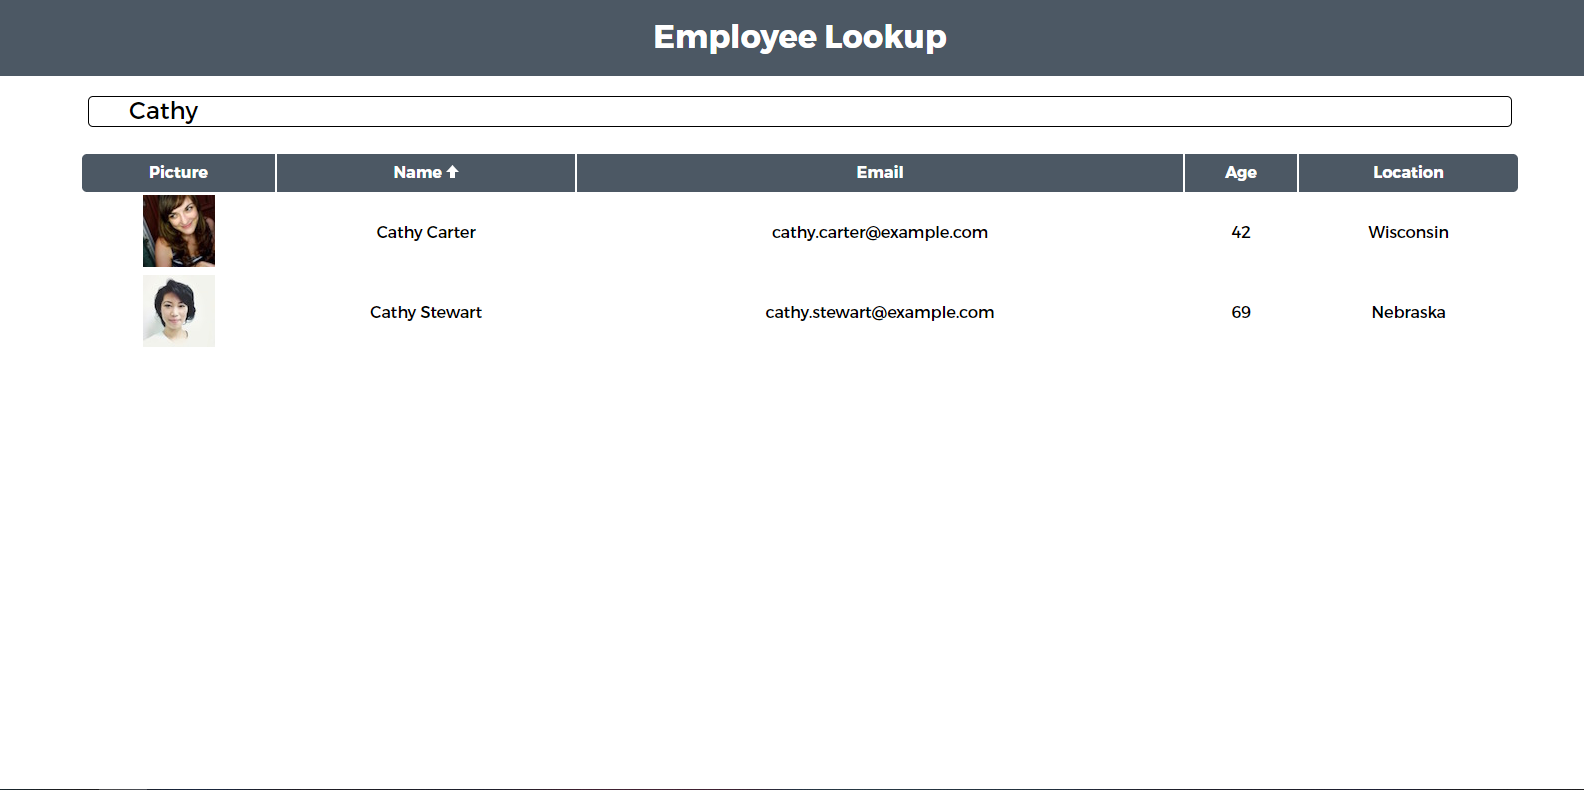 Employee Lookup
Cathy
Picture Name Email Age Location
Cathy Carter cathy.carter@example.com 42 Wisconsin
Cathy Stewart cathy.stewart@example.com 69 Nebraska